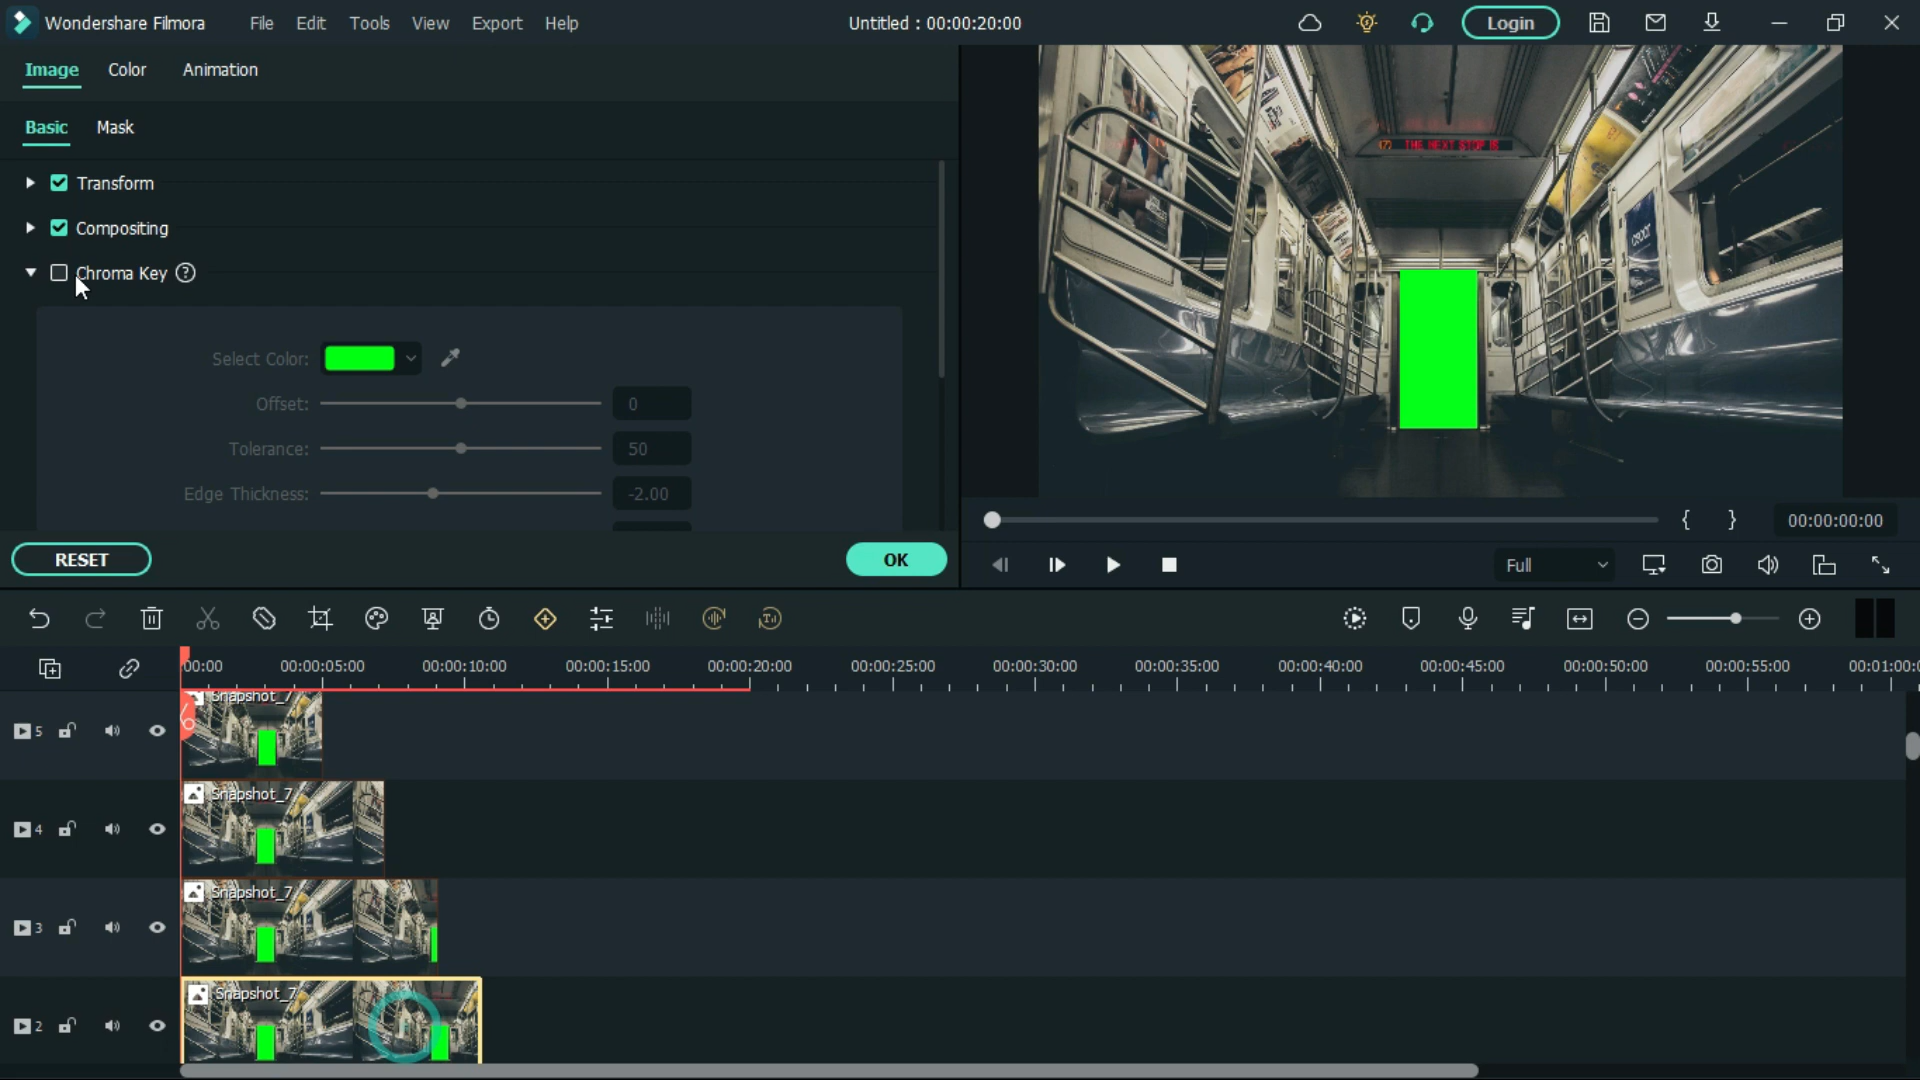 Wondershare Filmora File Edit Tools View Export Help Untitled : 00:00:20:00 Login
Image Color Animation
Basic Mask
Transform
Compositing
Chroma Key ?
Select Color:
Offset: 0
Tolerance: 50
Edge Thickness: -2.00
RESET OK
THE NEXT STOP IS
{ } 00:00:00:00
Full
00:00 00:00:05:00 00:00:10:00 00:00:15:00 00:00:20:00 00:00:25:00 00:00:30:00 00:00:35:00 00:00:40:00 00:00:45:00 00:00:50:00 00:00:55:00 00:01:00:0
Snapshot_7
5
Snapshot_7
4
Snapshot_7
3
Snapshot_7
2